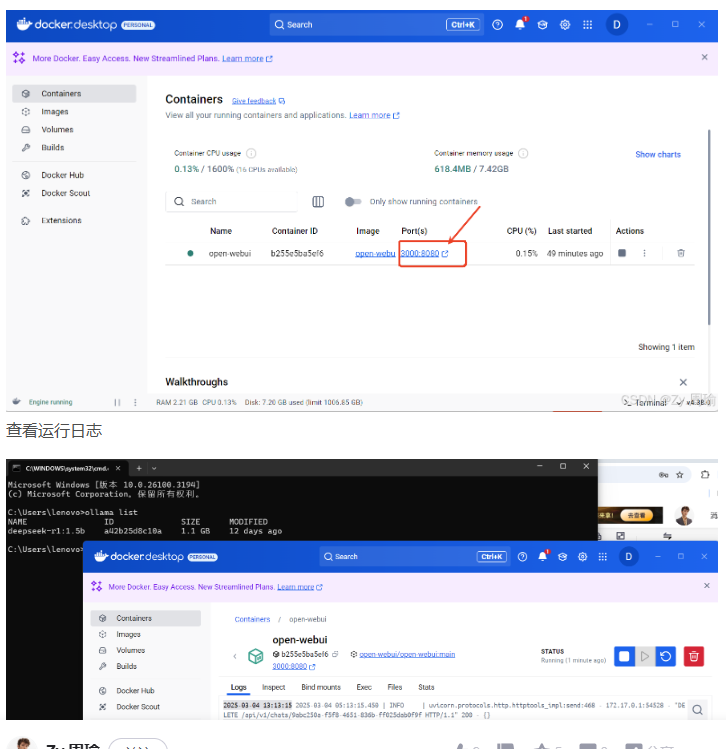 docker.desktop PERSONAL
Search
Ctrl+K
D
More Docker. Easy Access. New Streamlined Plans. Learn more
Containers
Images
Volumes
Builds
Docker Hub
Docker Scout
Extensions
Containers Give feedback
View all your running containers and applications. Learn more
Container CPU usage
0.13% / 1600% (16 CPUs available)
Container memory usage
618.4MB / 7.42GB
Show charts
Search
Only show running containers
Name Container ID Image Port(s) CPU (%) Last started Actions
open-webui b255e5ba5ef6 open-webu 3000:8080 0.15% 49 minutes ago
Showing 1 item
Walkthroughs
Engine running
RAM 2.21 GB CPU 0.13% Disk: 7.20 GB used (limit 1006.85 GB)
Terminal
查看运行日志
C:\WINDOWS\system32\cmd.
Microsoft Windows [版本 10.0.26100.3194]
(c) Microsoft Corporation。保留所有权利。
C:\Users\lenovo>ollama list
NAME ID SIZE MODIFIED
deepseek-r1:1.5b a42b25d8c10a 1.1 GB 12 days ago
C:\Users\lenovo>
去查看
docker.desktop PERSONAL
Search
Ctrl+K
D
More Docker. Easy Access. New Streamlined Plans. Learn more
Containers
Images
Volumes
Builds
Docker Hub
Docker Scout
Containers / open-webui
open-webui
b255e5ba5ef6 open-webui/open-webui:main
3000:8080
STATUS
Running (1 minute ago)
Logs Inspect Bind mounts Exec Files Stats
2025-03-04 13:13:15 2025-03-04 05:13:15.450 | INFO | uvicorn.protocols.http.httptools_impl:send:468 - 172.17.0.1:54528 - "DE
LETE /api/v1/chats/9abc250a-f5f8-4651-836b-ff025dab0f9f HTTP/1.1" 200 - {}